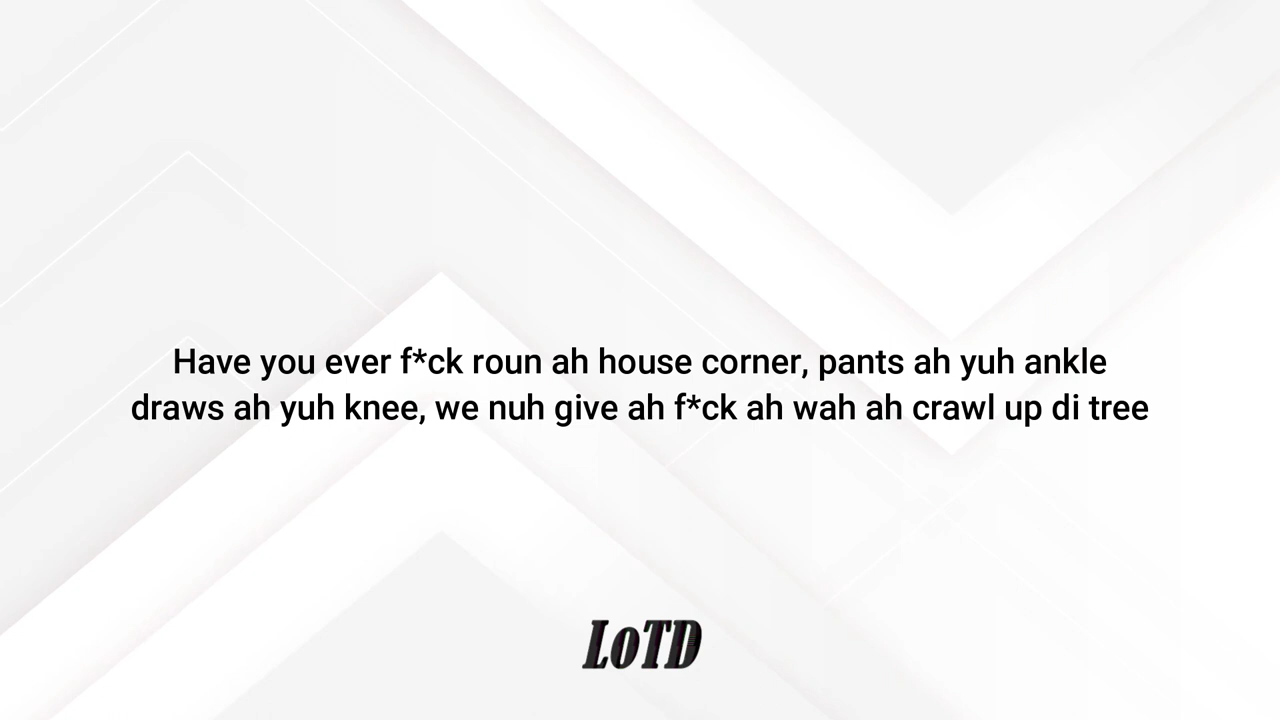 Have you ever f*ck roun ah house corner, pants ah yuh ankle
draws ah yuh knee, we nuh give ah f*ck ah wah ah crawl up di tree
LoTD